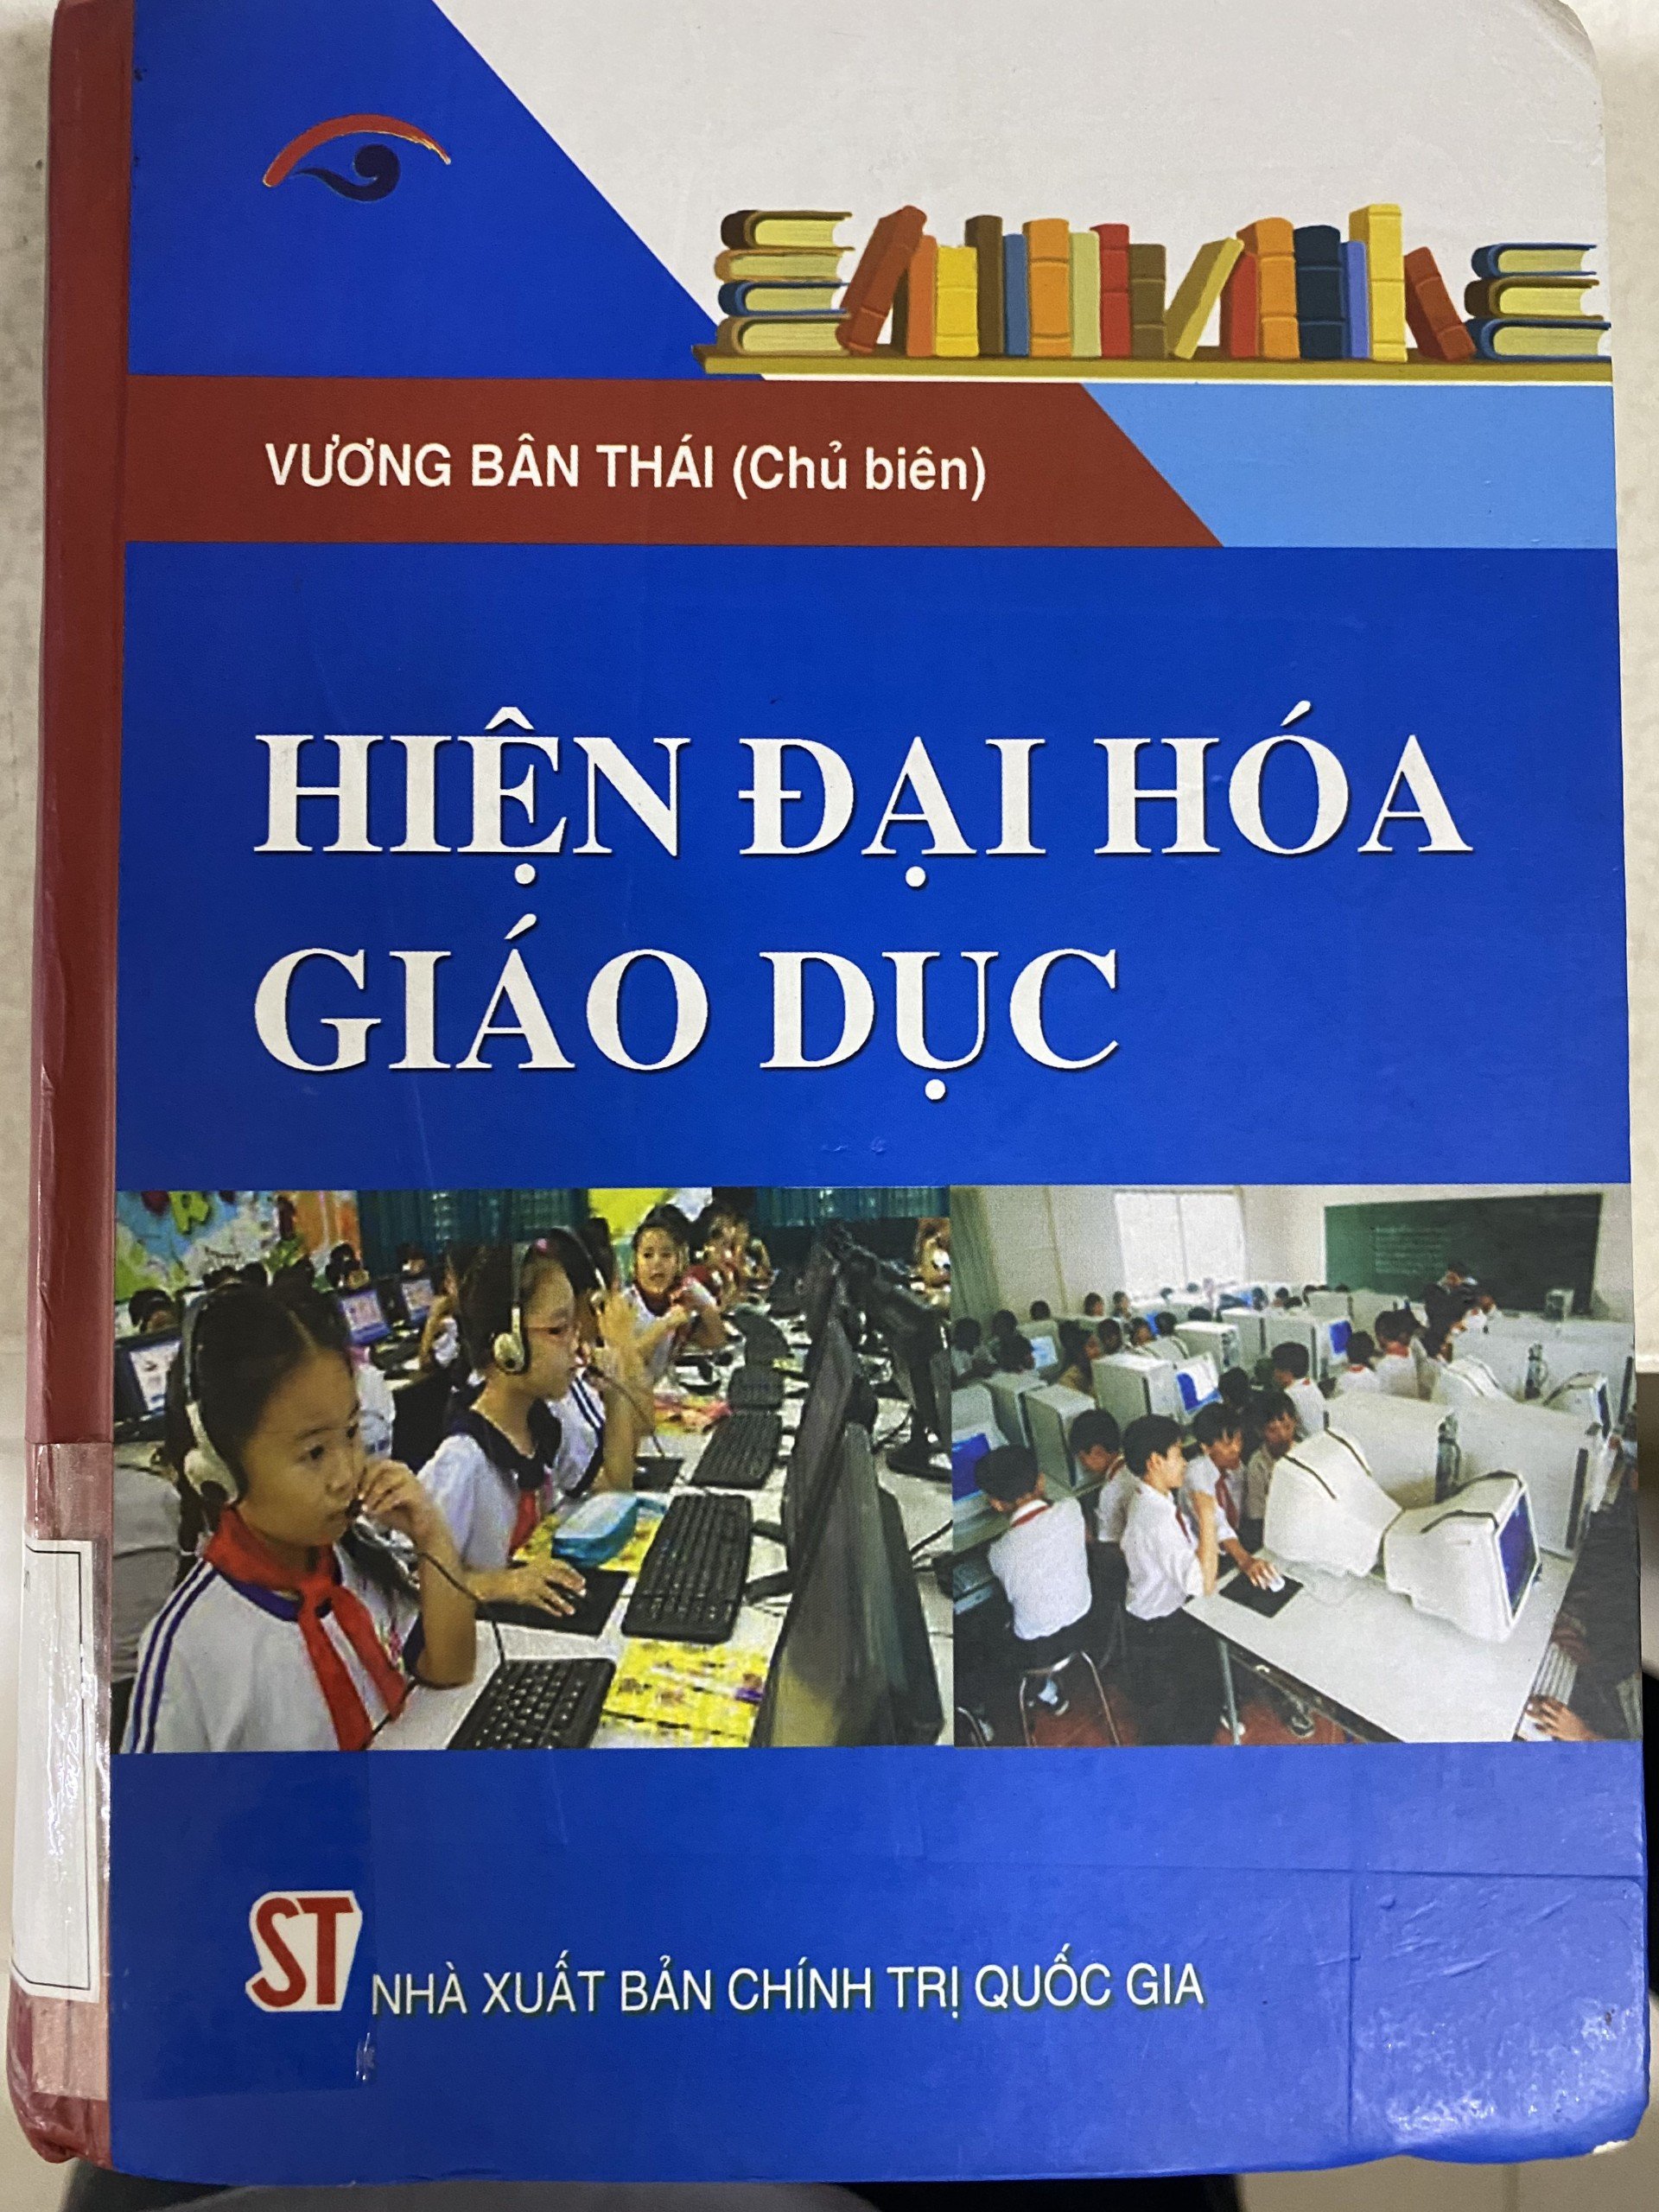 VƯƠNG BÂN THÁI (Chủ biên)
HIỆN ĐẠI HÓA
GIÁO DỤC
ST
NHÀ XUẤT BẢN CHÍNH TRỊ QUỐC GIA